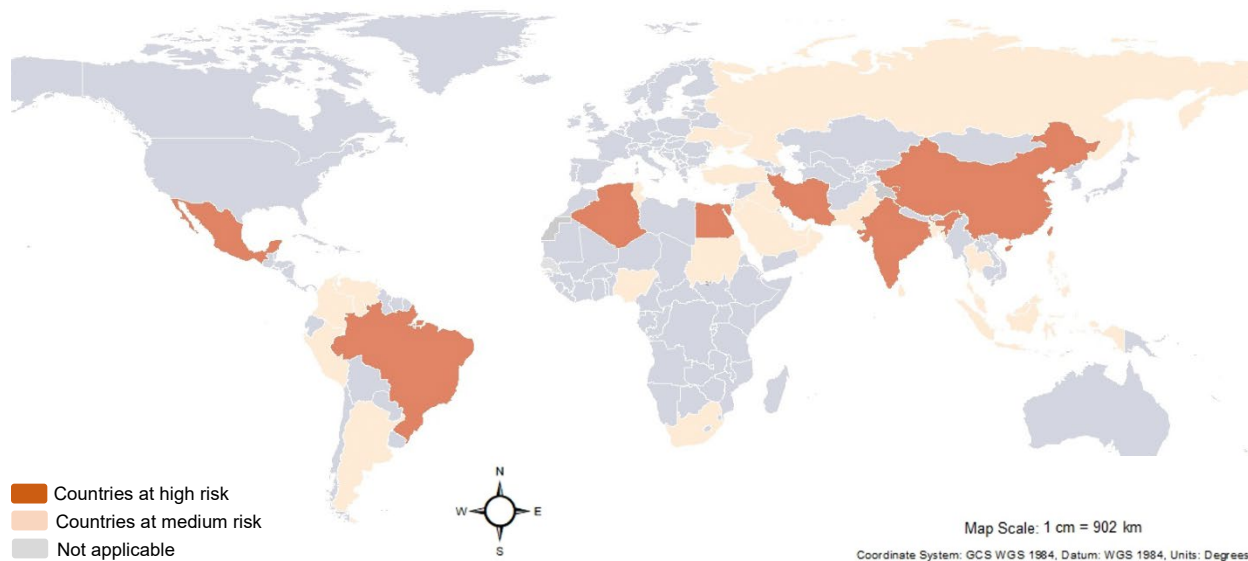 Countries at high risk
Countries at medium risk
Not applicable
N
W E
S
Map Scale: 1 cm = 902 km
Coordinate System: GCS WGS 1984, Datum: WGS 1984, Units: Degrees